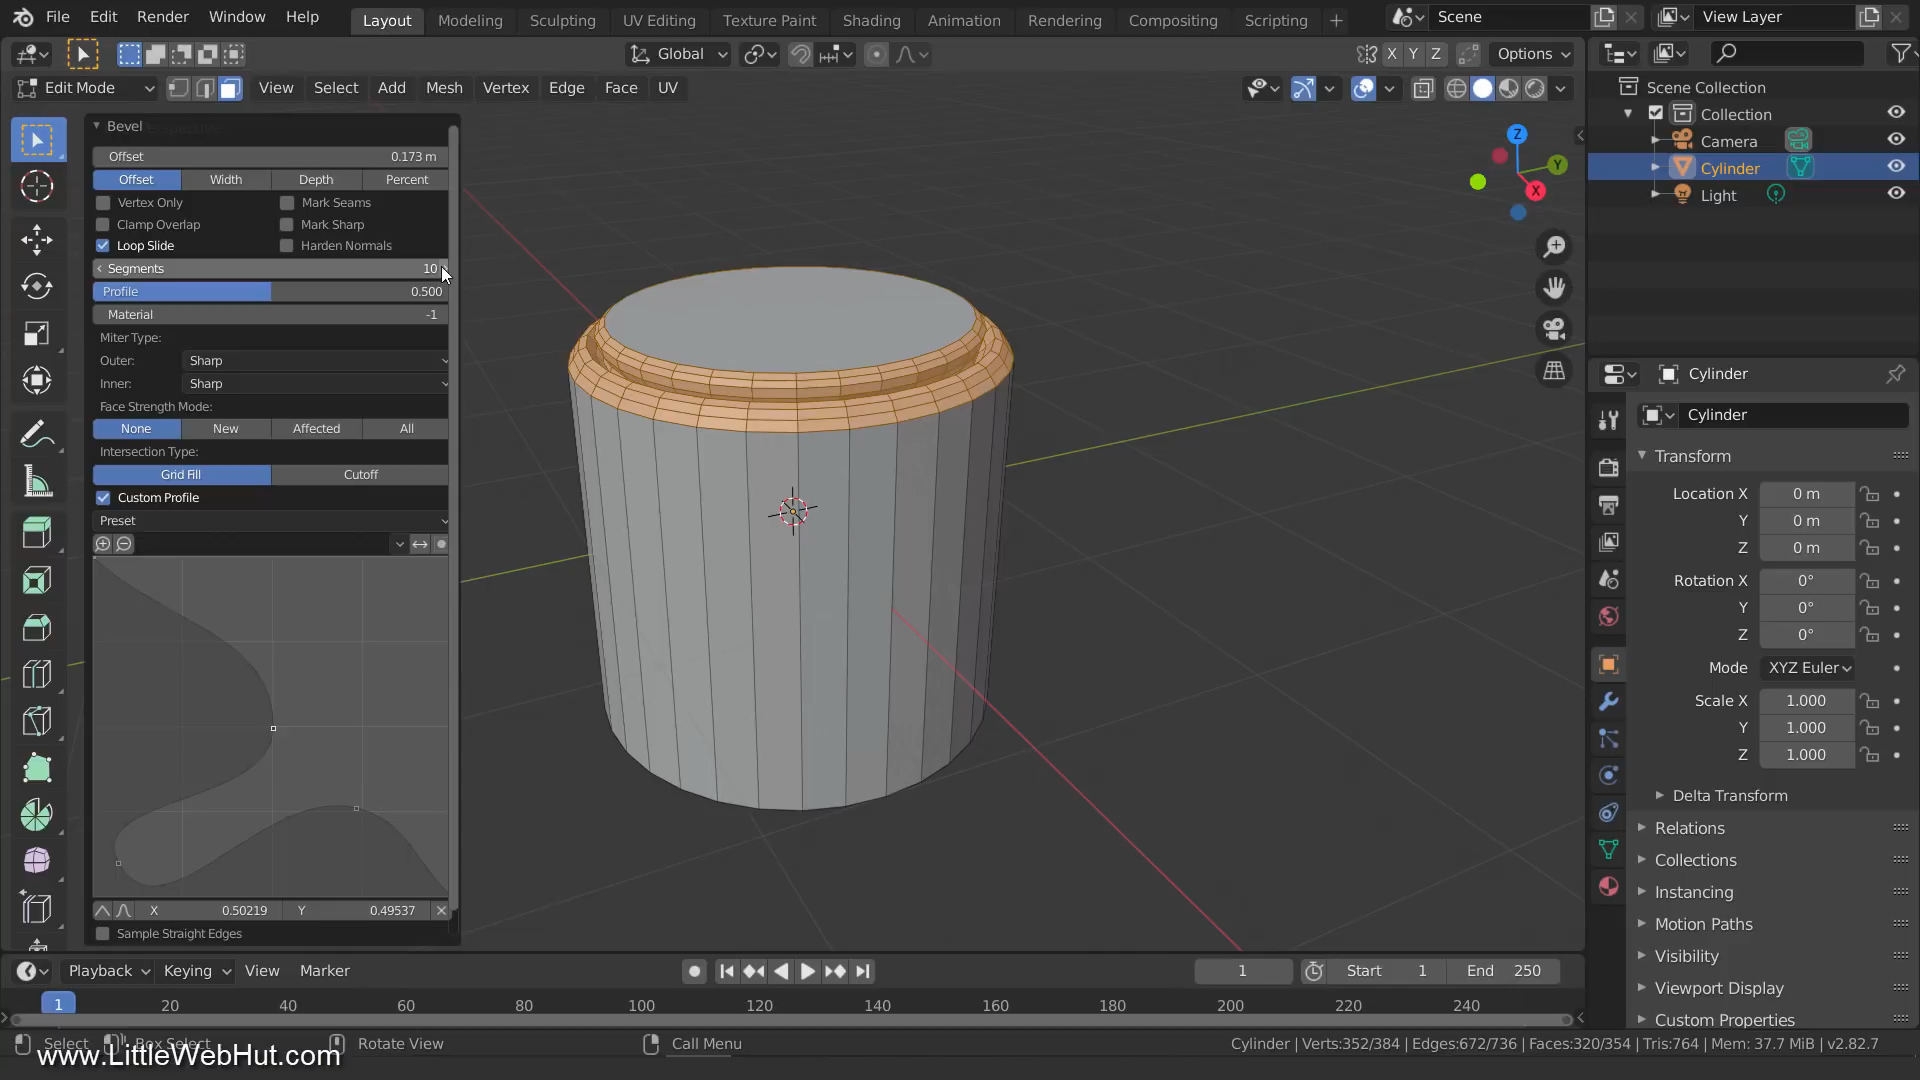 File Edit Render Window Help Layout Modeling Sculpting UV Editing Texture Paint Shading Animation Rendering Compositing Scripting + Scene View Layer
Global X Y Z Options
Edit Mode View Select Add Mesh Vertex Edge Face UV
Scene Collection
Collection
Camera
Cylinder
Light
Bevel
Offset 0.173 m
Offset Width Depth Percent
Vertex Only Mark Seams
Clamp Overlap Mark Sharp
Loop Slide Harden Normals
Segments 10
Profile 0.500
Material -1
Miter Type:
Outer: Sharp
Inner: Sharp
Face Strength Mode:
None New Affected All
Intersection Type:
Grid Fill Cutoff
Custom Profile
Preset
X 0.50219 Y 0.49537
Sample Straight Edges
Z
Y
X
Cylinder
Cylinder
Transform
Location X 0 m
Y 0 m
Z 0 m
Rotation X 0°
Y 0°
Z 0°
Mode XYZ Euler
Scale X 1.000
Y 1.000
Z 1.000
Delta Transform
Relations
Collections
Instancing
Motion Paths
Visibility
Viewport Display
Custom Properties
Playback Keying View Marker 1 Start 1 End 250
1 20 40 60 80 100 120 140 160 180 200 220 240
Select Box Select Rotate View Call Menu Cylinder | Verts:352/384 | Edges:672/736 | Faces:320/354 | Tris:764 | Mem: 37.7 MiB | v2.82.7
www.LittleWebHut.com